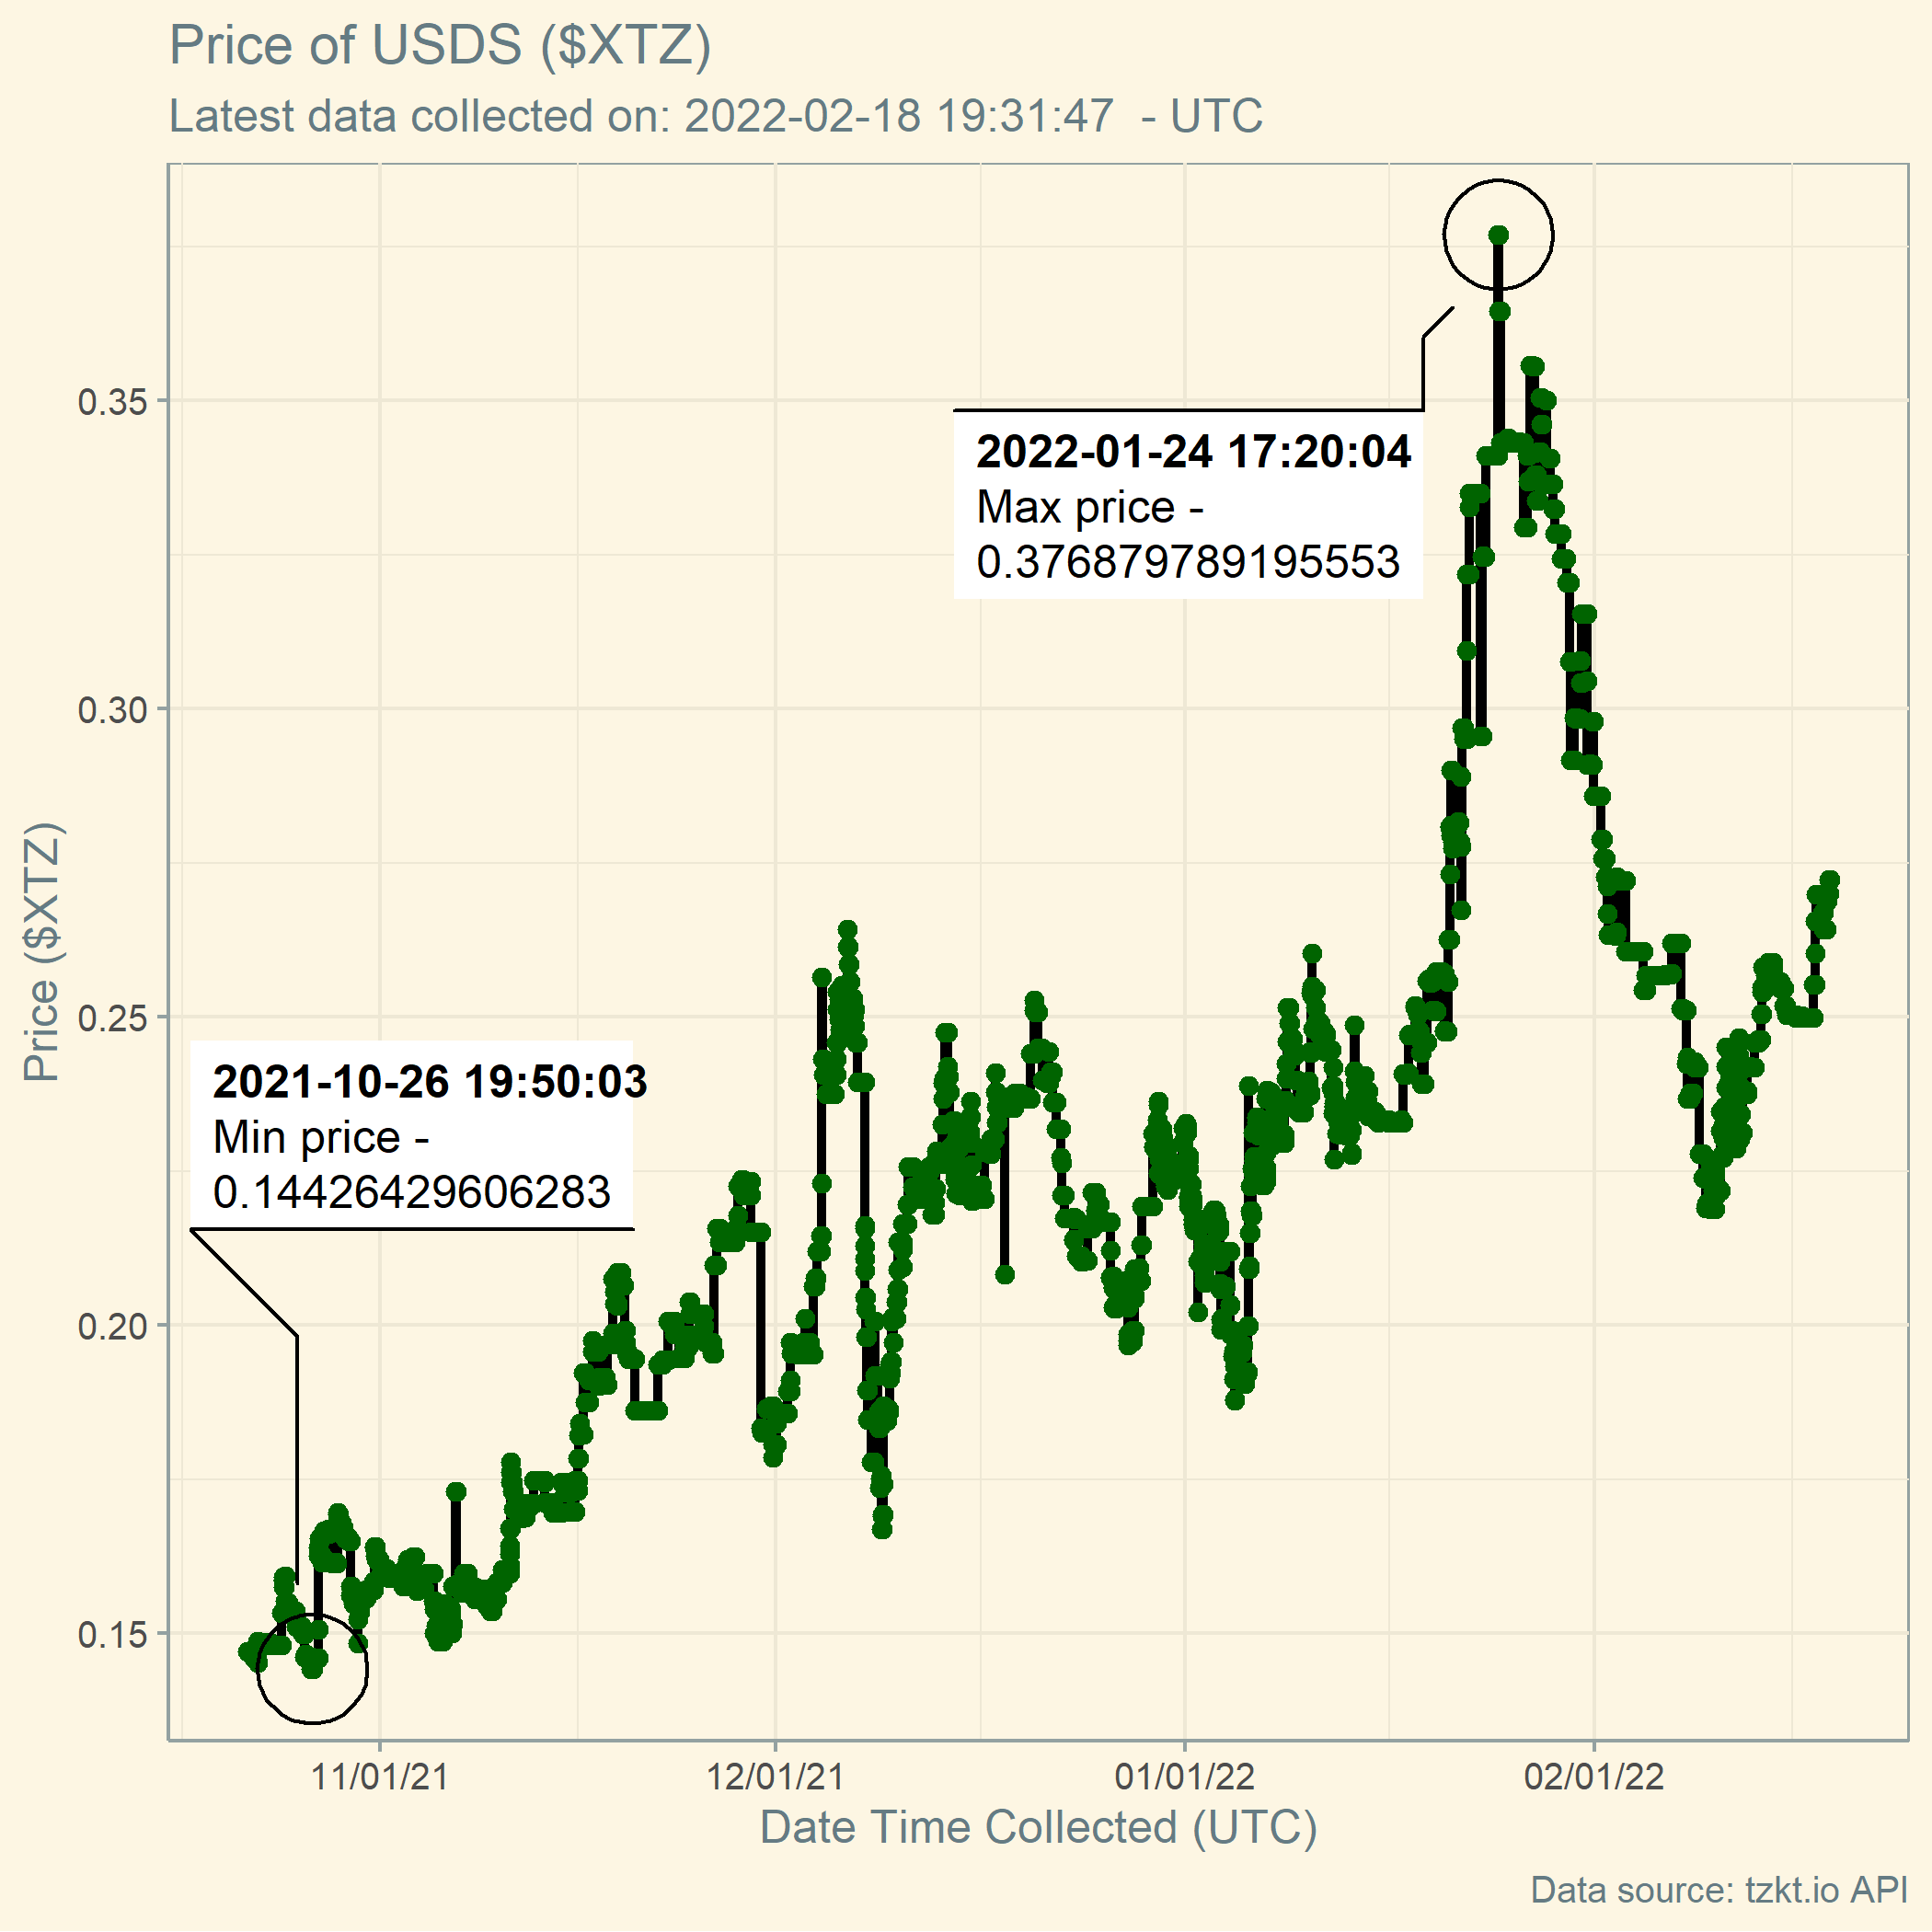 Price of USDS ($XTZ)
Latest data collected on: 2022-02-18 19:31:47  - UTC
2022-01-24 17:20:04
Max price -
0.376879789195553
2021-10-26 19:50:03
Min price -
0.14426429606283
Price ($XTZ)
0.35
0.30
0.25
0.20
0.15
11/01/21
12/01/21
01/01/22
02/01/22
Date Time Collected (UTC)
Data source: tzkt.io API